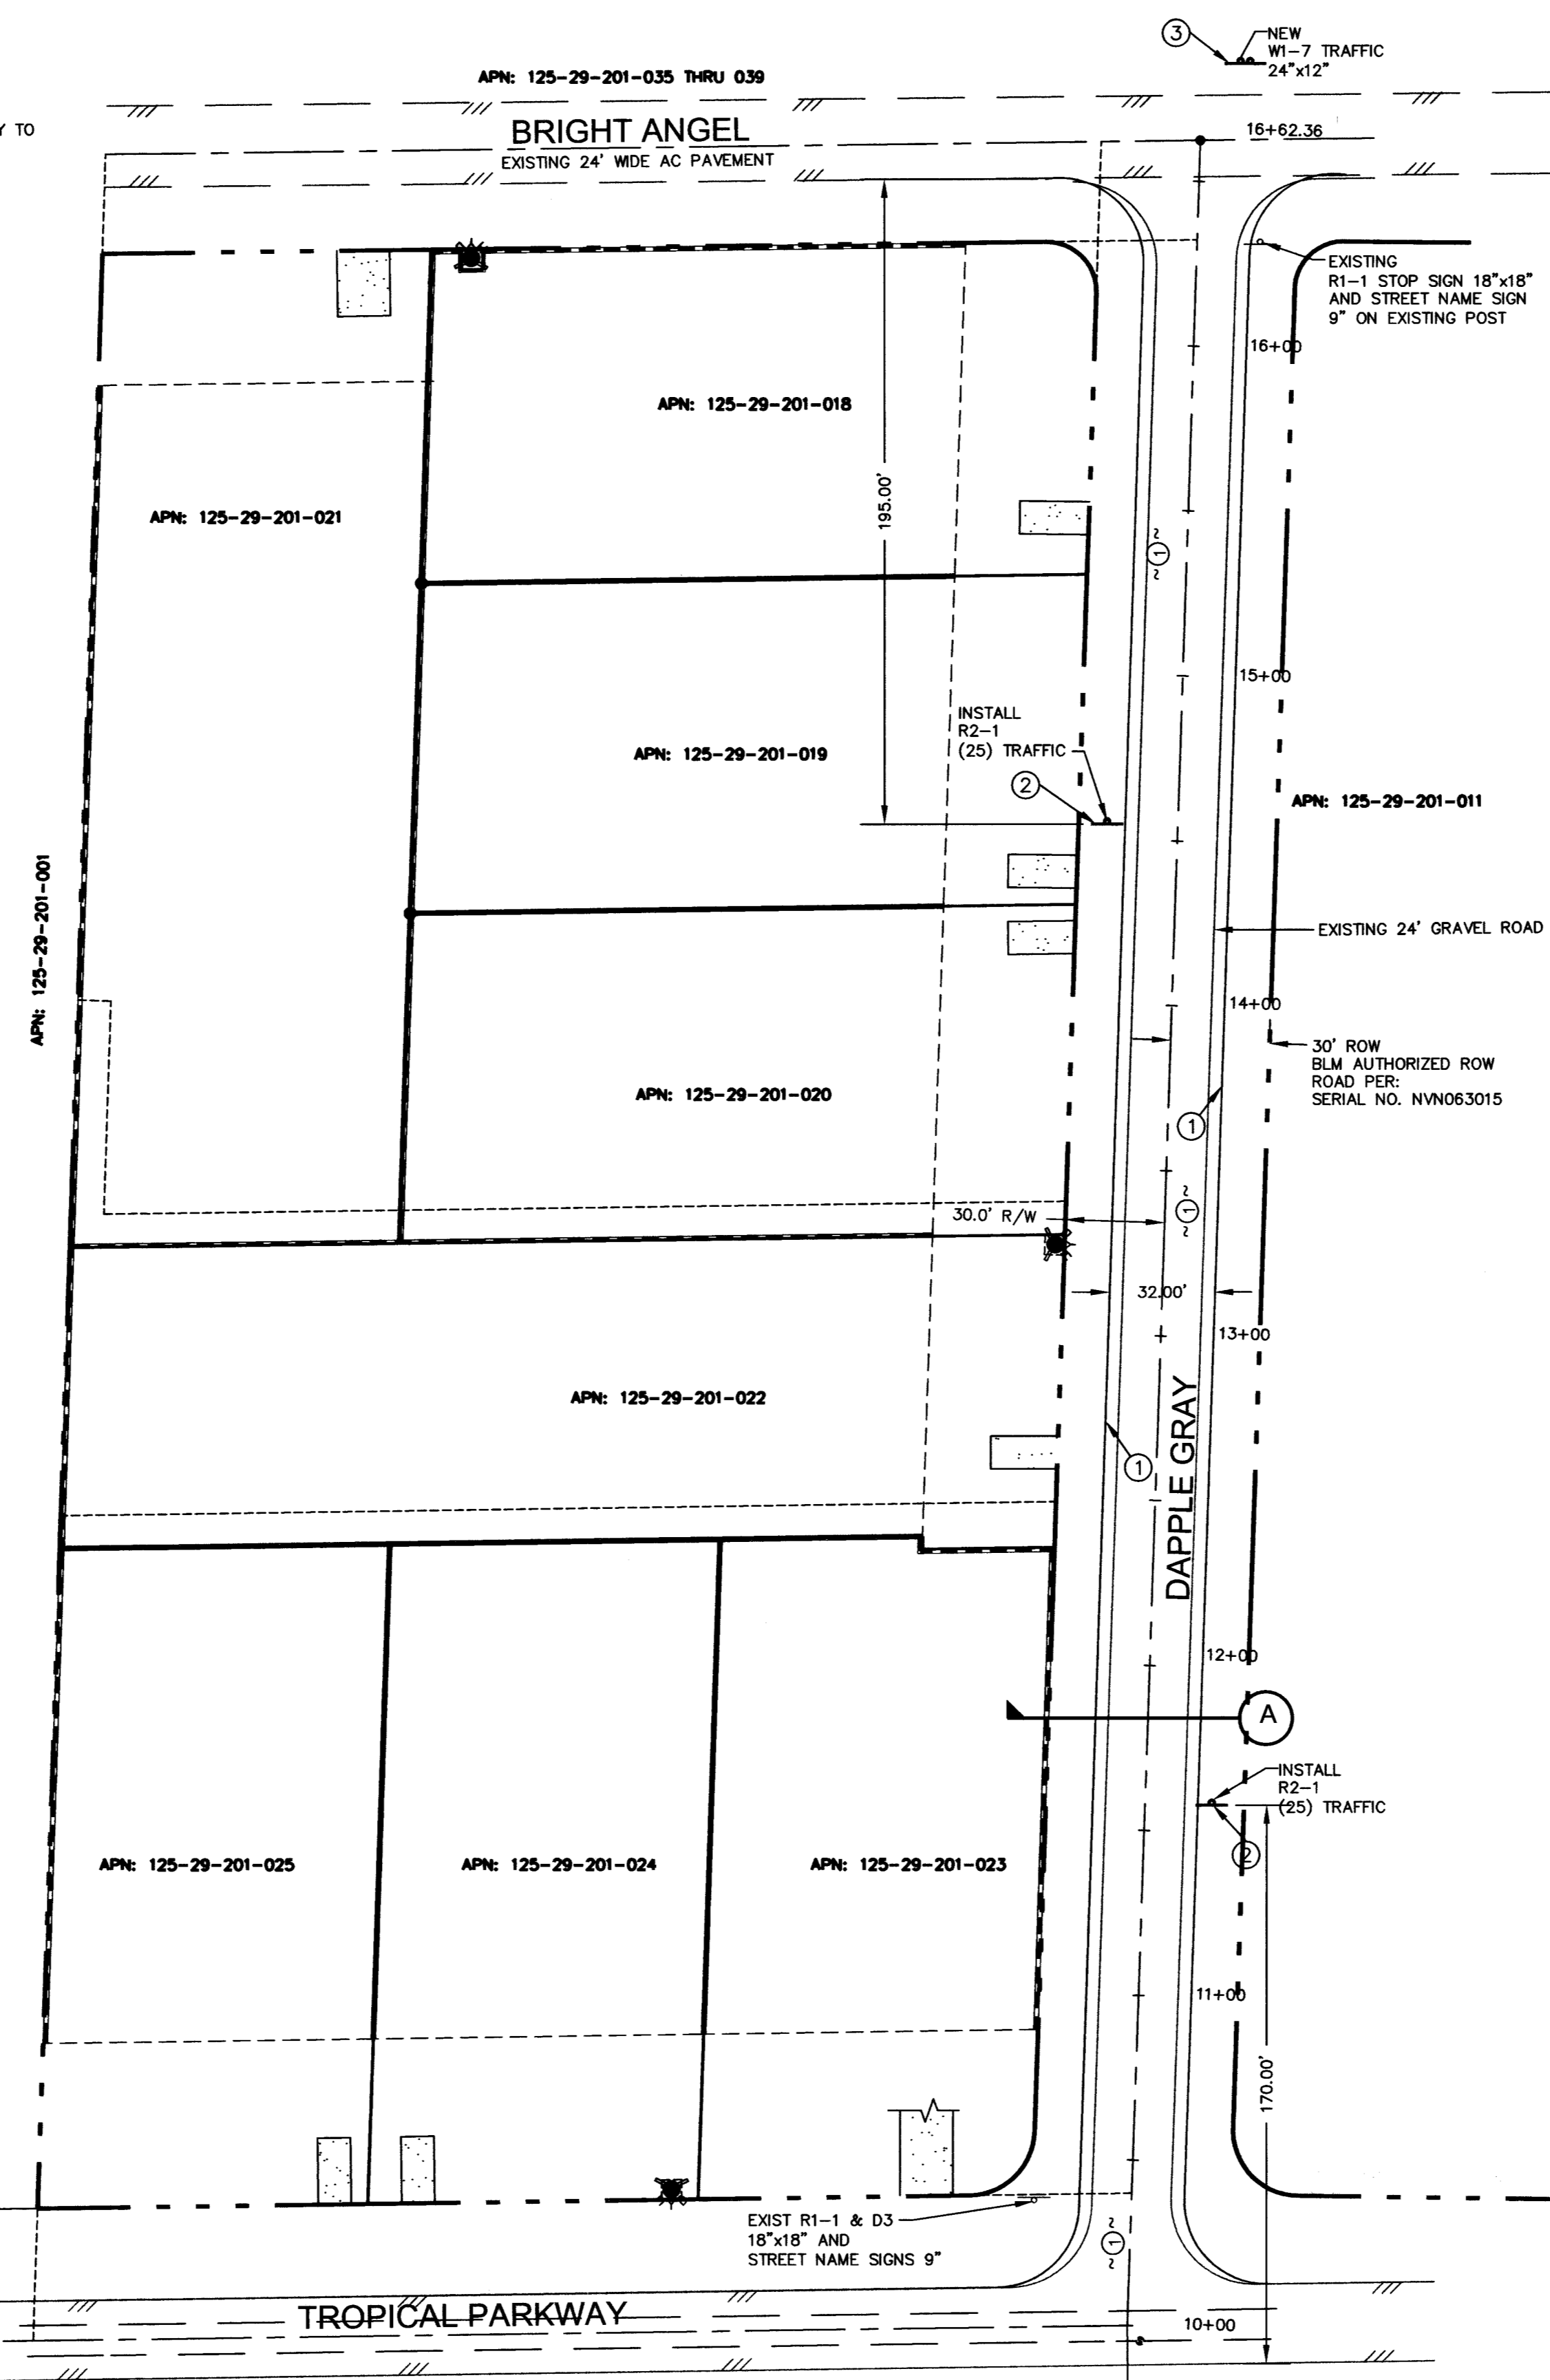 3
NEW
W1-7 TRAFFIC
24"x12"
APN: 125-29-201-035 THRU 039
Y TO
BRIGHT ANGEL
EXISTING 24' WIDE AC PAVEMENT
16+62.36
EXISTING
R1-1 STOP SIGN 18"x18"
AND STREET NAME SIGN
9" ON EXISTING POST
16+00
APN: 125-29-201-018
195.00'
APN: 125-29-201-021
1
15+00
INSTALL
R2-1
(25) TRAFFIC
APN: 125-29-201-019
2
APN: 125-29-201-011
APN: 125-29-201-001
EXISTING 24' GRAVEL ROAD
14+00
30' ROW
BLM AUTHORIZED ROW
ROAD PER:
SERIAL NO. NVN063015
APN: 125-29-201-020
1
30.0' R/W
1
32.00'
13+00
APN: 125-29-201-022
DAPPLE GRAY
1
12+00
A
INSTALL
R2-1
(25) TRAFFIC
2
APN: 125-29-201-025
APN: 125-29-201-024
APN: 125-29-201-023
11+00
170.00'
EXIST R1-1 & D3
18"x18" AND
STREET NAME SIGNS 9"
1
TROPICAL PARKWAY
10+00